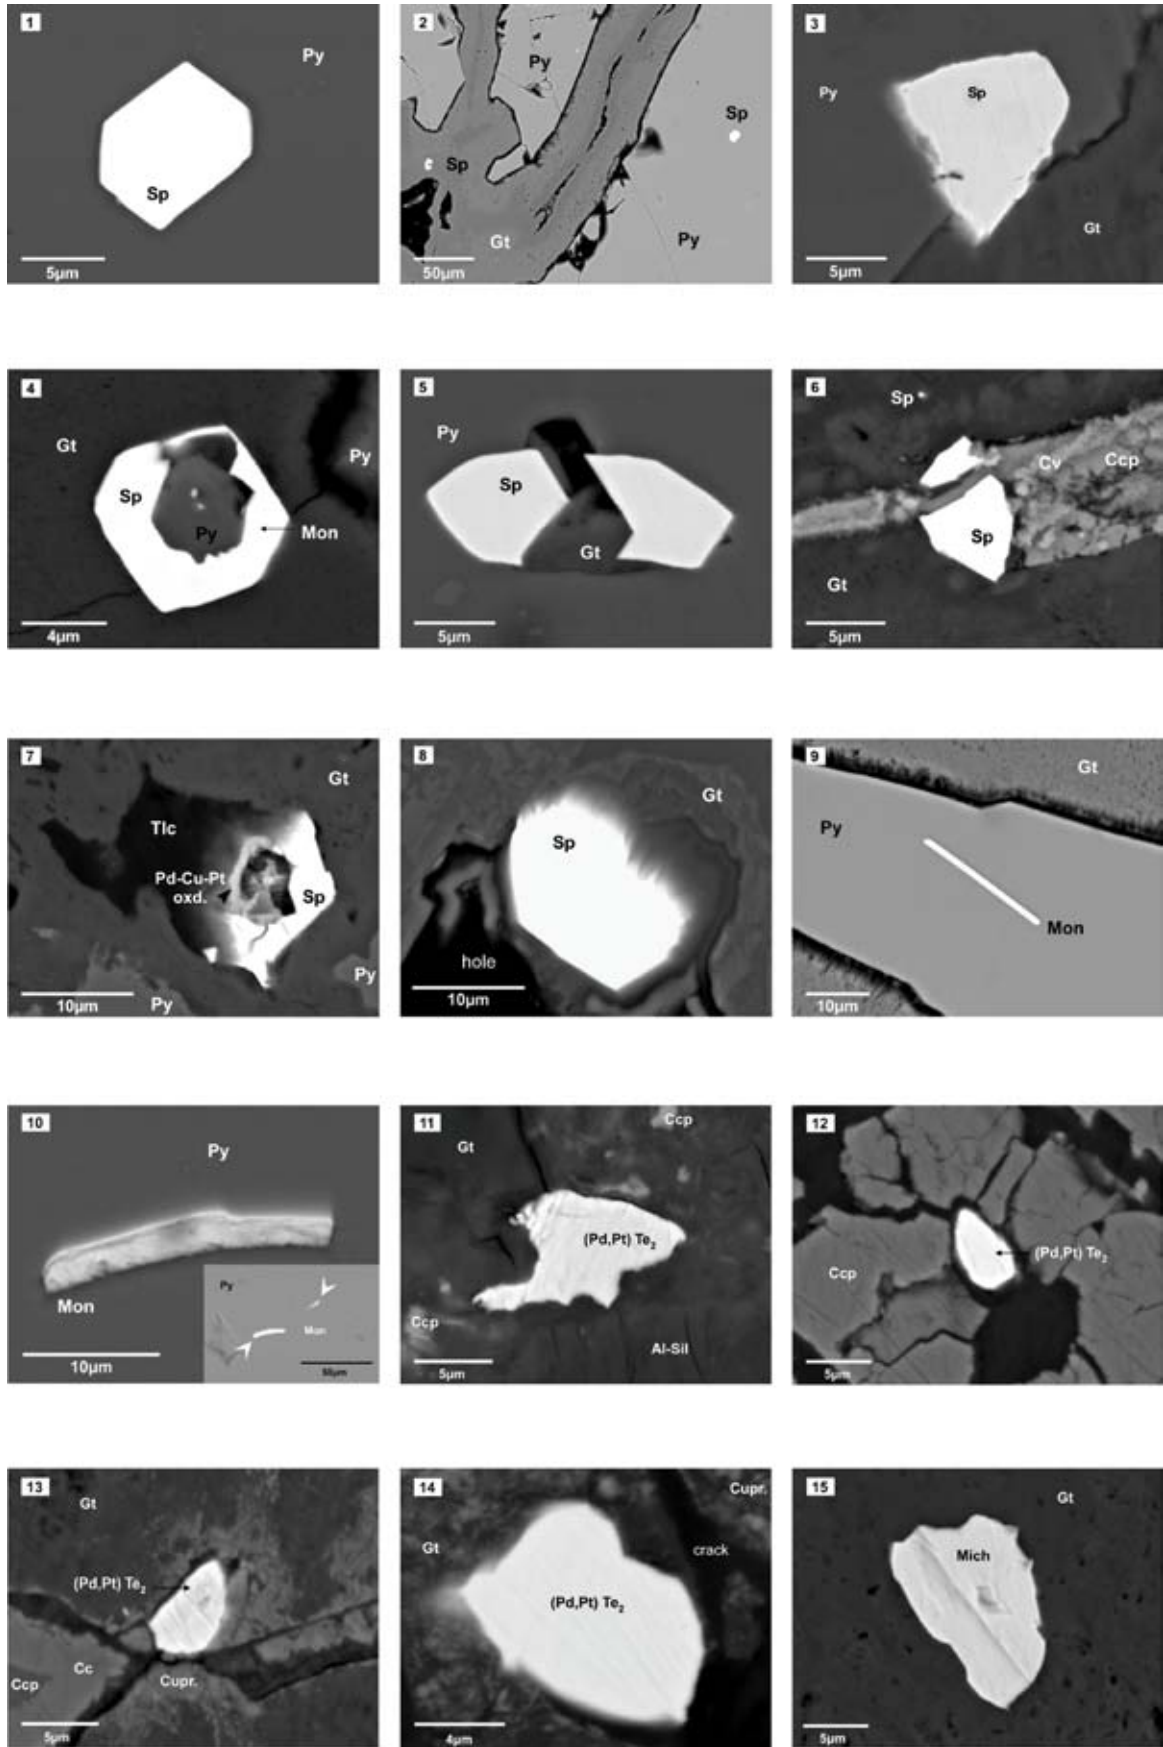 1
Py
Sp
5µm
2
Py
Sp
Sp
Gt
Py
50µm
3
Py
Sp
Gt
5µm
4
Gt
Py
Sp
Py
Mon
4µm
5
Py
Sp
Gt
5µm
6
Sp
Cv
Ccp
Sp
Gt
5µm
7
Gt
Tlc
Pd-Cu-Pt
oxd.
Sp
Py
Py
10µm
8
Gt
Sp
hole
10µm
9
Gt
Py
Mon
10µm
10
Py
Mon
10µm
Py
Mon
11
Ccp
Gt
(Pd,Pt) Te2
Ccp
Al-Sil
5µm
12
(Pd,Pt) Te2
Ccp
5µm
13
Gt
(Pd,Pt) Te2
Cc
Ccp
Cupr.
5µm
14
Cupr.
Gt
crack
(Pd,Pt) Te2
4µm
15
Gt
Mich
5µm